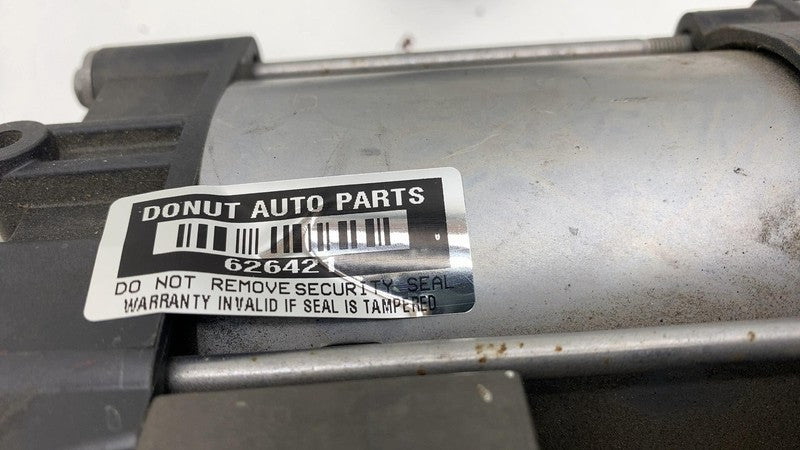 DONUT AUTO PARTS
626421
DO NOT REMOVE SECURITY SEAL
WARRANTY INVALID IF SEAL IS TAMPERED